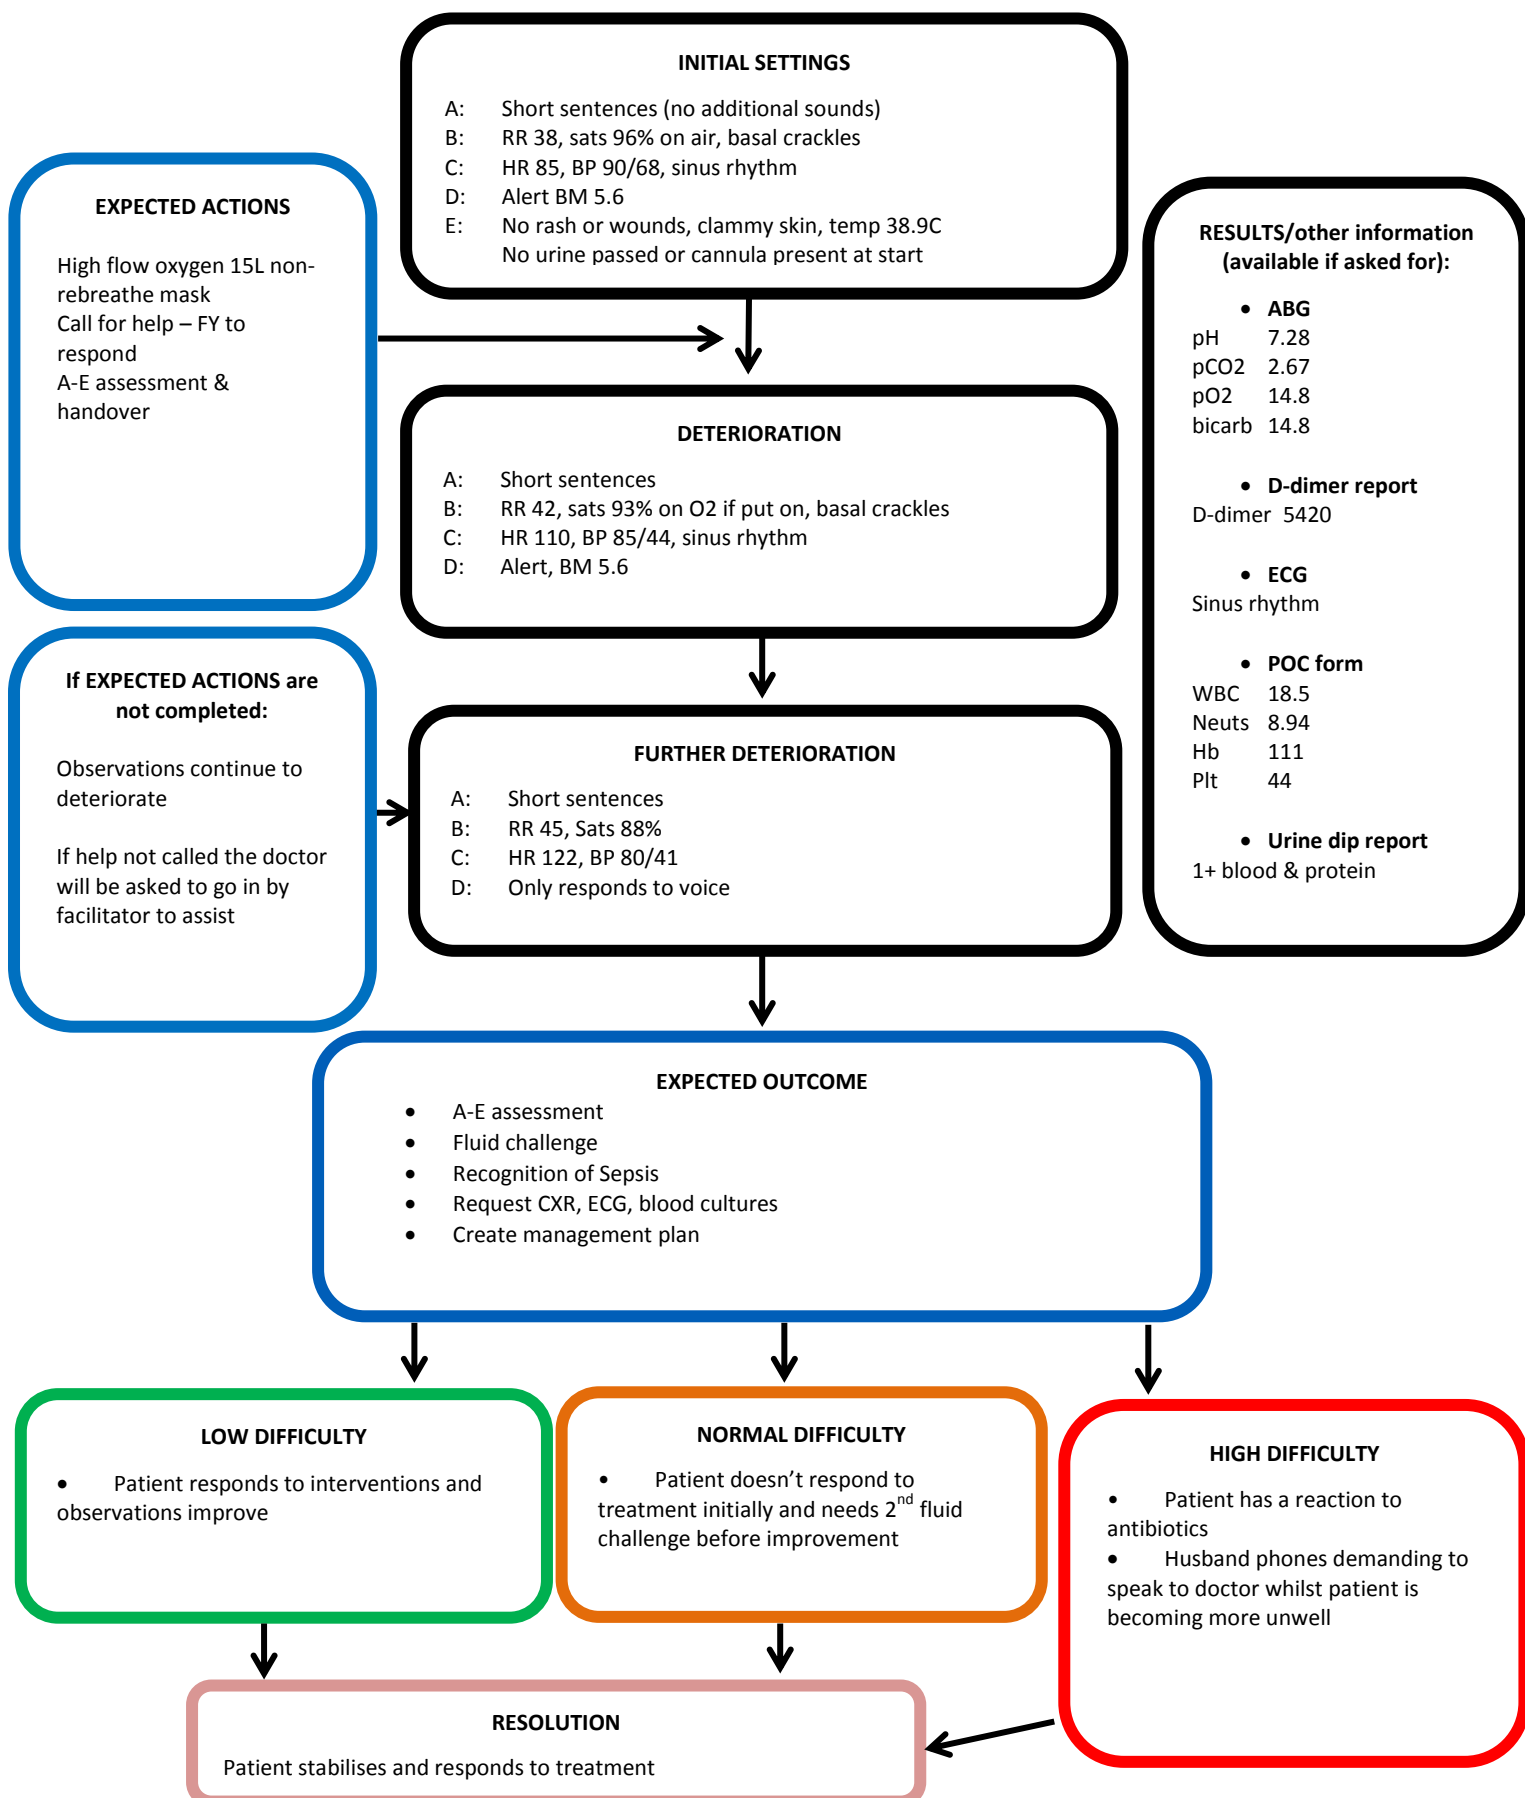 INITIAL SETTINGS
A: Short sentences (no additional sounds)
B: RR 38, sats 96% on air, basal crackles
C: HR 85, BP 90/68, sinus rhythm
D: Alert BM 5.6
E: No rash or wounds, clammy skin, temp 38.9C
No urine passed or cannula present at start
EXPECTED ACTIONS
High flow oxygen 15L non-
rebreathe mask
Call for help – FY to
respond
A-E assessment &
handover
RESULTS/other information
(available if asked for):
• ABG
pH 7.28
pCO2 2.67
pO2 14.8
bicarb 14.8
• D-dimer report
D-dimer 5420
• ECG
Sinus rhythm
• POC form
WBC 18.5
Neuts 8.94
Hb 111
Plt 44
• Urine dip report
1+ blood & protein
DETERIORATION
A: Short sentences
B: RR 42, sats 93% on O2 if put on, basal crackles
C: HR 110, BP 85/44, sinus rhythm
D: Alert, BM 5.6
If EXPECTED ACTIONS are
not completed:
Observations continue to
deteriorate
If help not called the doctor
will be asked to go in by
facilitator to assist
FURTHER DETERIORATION
A: Short sentences
B: RR 45, Sats 88%
C: HR 122, BP 80/41
D: Only responds to voice
EXPECTED OUTCOME
• A-E assessment
• Fluid challenge
• Recognition of Sepsis
• Request CXR, ECG, blood cultures
• Create management plan
LOW DIFFICULTY
• Patient responds to interventions and
observations improve
NORMAL DIFFICULTY
• Patient doesn’t respond to
treatment initially and needs 2nd fluid
challenge before improvement
HIGH DIFFICULTY
• Patient has a reaction to
antibiotics
• Husband phones demanding to
speak to doctor whilst patient is
becoming more unwell
RESOLUTION
Patient stabilises and responds to treatment